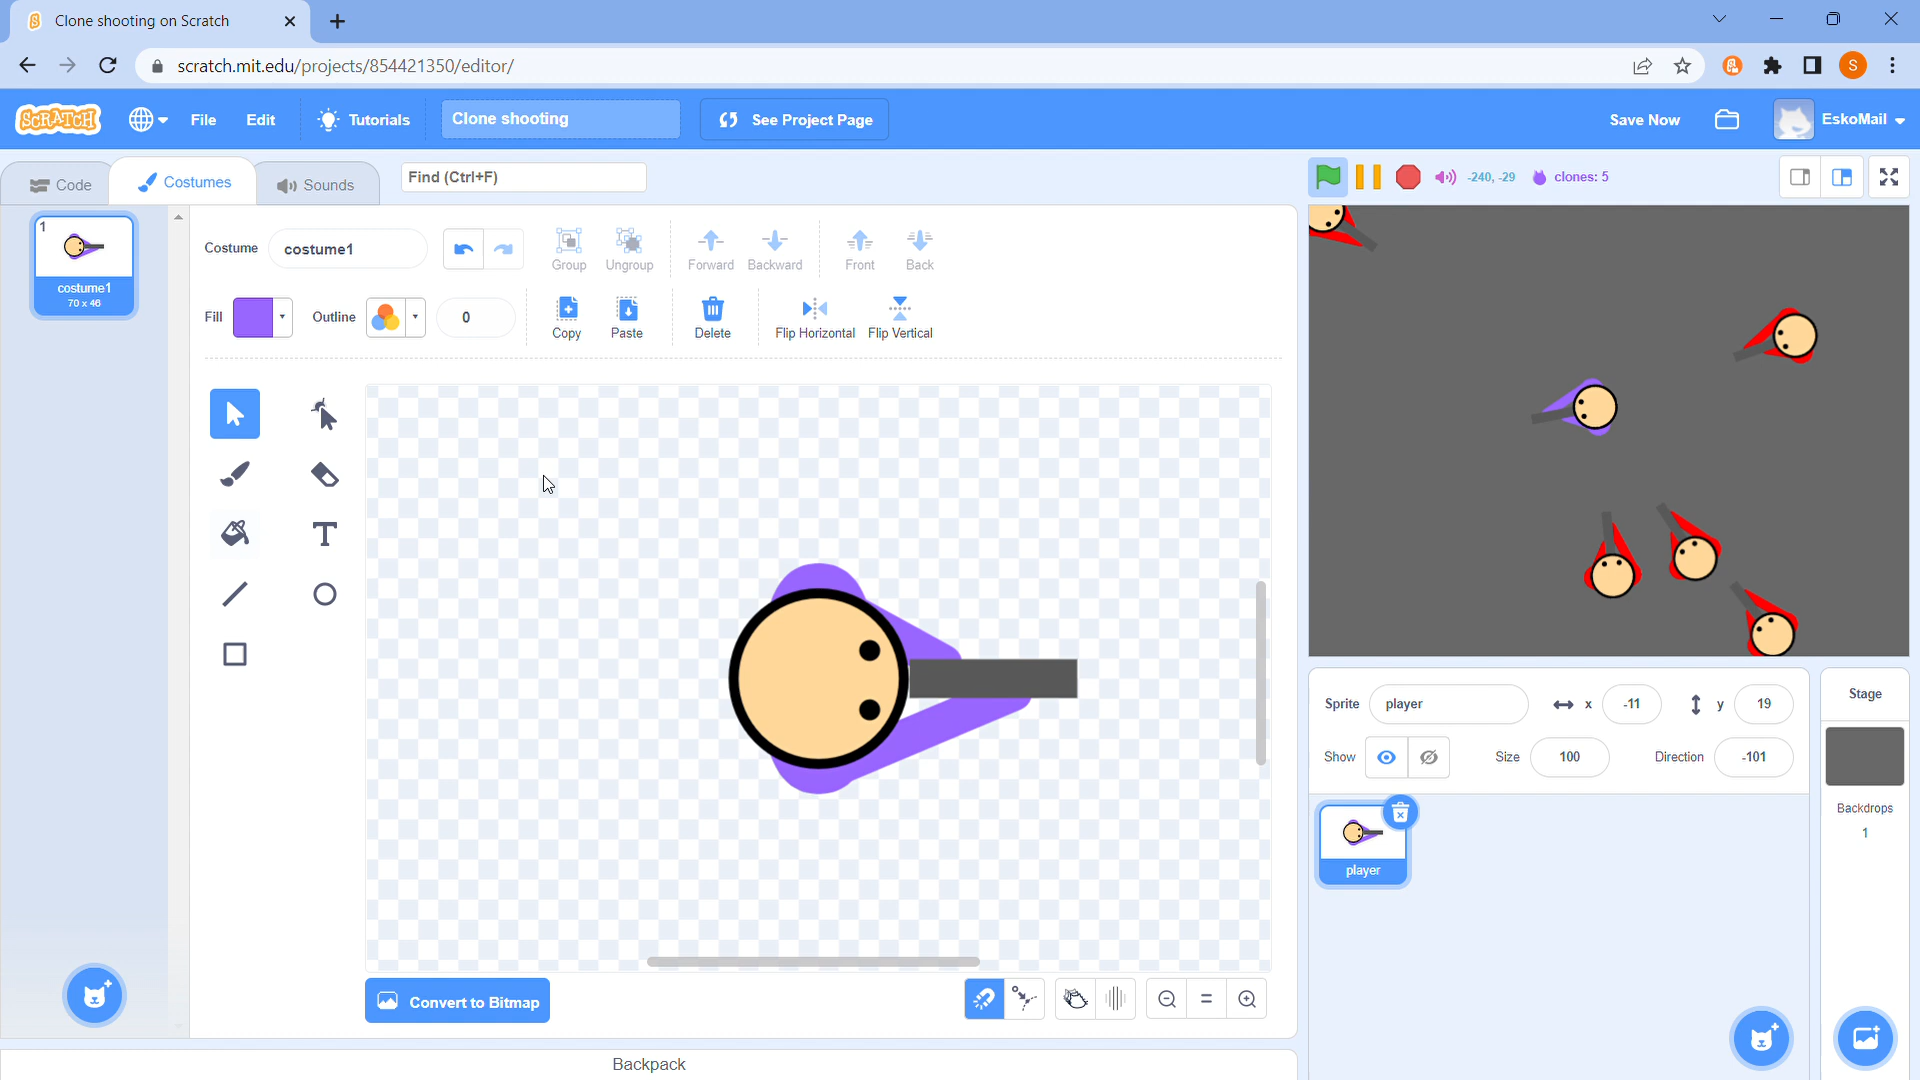 Clone shooting on Scratch
scratch.mit.edu/projects/854421350/editor/
S
SCRATCH
File
Edit
Tutorials
Clone shooting
See Project Page
Save Now
EskoMail
Code
Costumes
Sounds
Find (Ctrl+F)
-240, -29
clones: 5
1
costume1
70 x 46
Costume
costume1
Group
Ungroup
Forward
Backward
Front
Back
Fill
Outline
0
Copy
Paste
Delete
Flip Horizontal
Flip Vertical
T
Convert to Bitmap
Backpack
Sprite
player
x
-11
y
19
Show
Size
100
Direction
-101
player
Stage
Backdrops
1